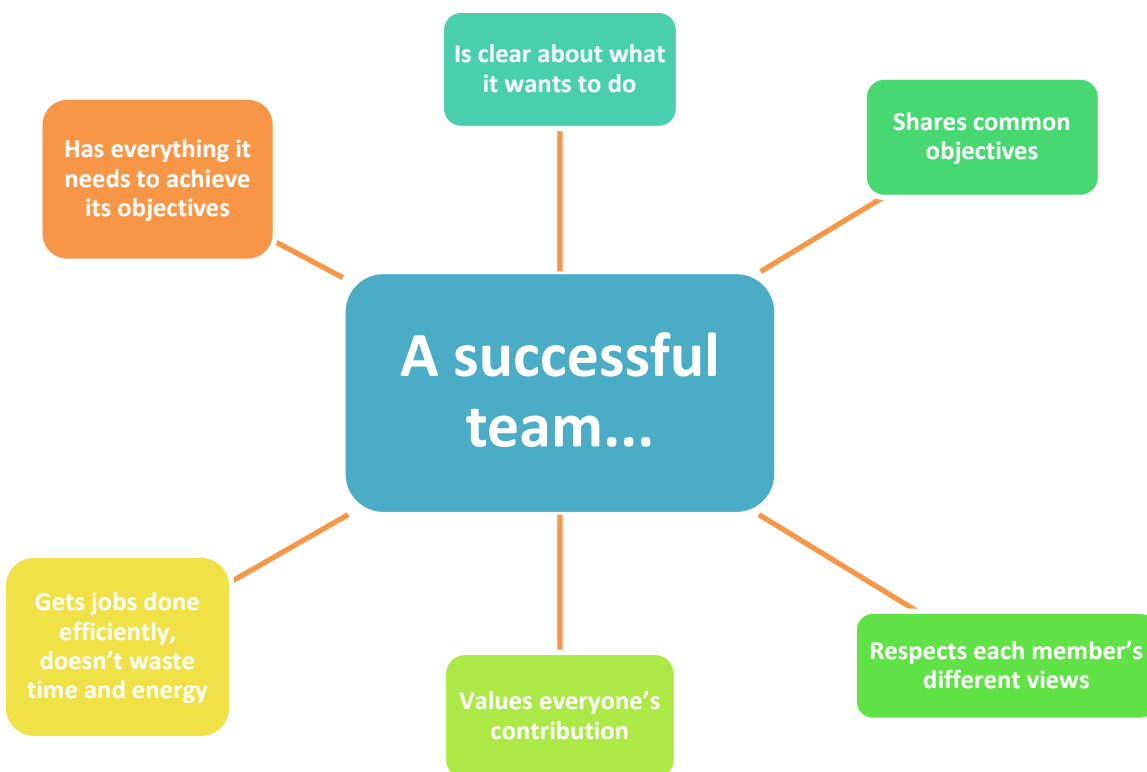 Is clear about what
it wants to do
Shares common
objectives
Has everything it
needs to achieve
its objectives
A successful
team...
Gets jobs done
efficiently,
doesn’t waste
time and energy
Values everyone’s
contribution
Respects each member’s
different views